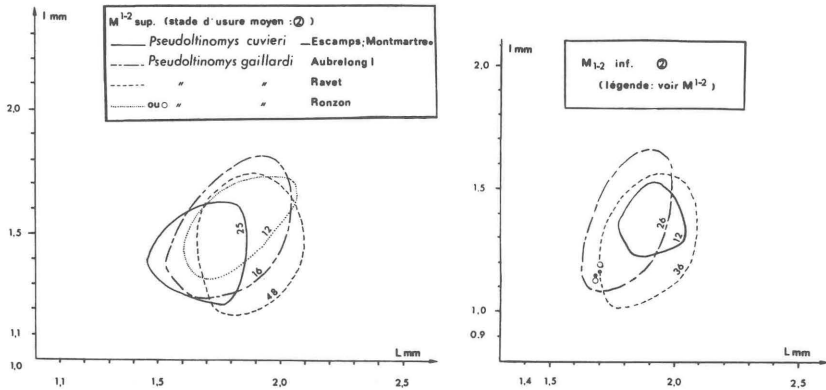 l mm
M1-2 sup. (stade d'usure moyen : ②)
Pseudoltinomys cuvieri — Escamps; Montmartre
Pseudoltinomys gaillardi Aubrelong I
" " Ravet
ou ○ " " Ronzon
2,0
1,5
1,1
1,0
1,1
1,5
2,0
2,5
L mm
25
12
16
48
l mm
M1-2 inf. ②
(légende: voir M1-2)
2,0
1,5
1,0
0.9
1,4
1,5
2,0
2,5
L mm
26
12
36